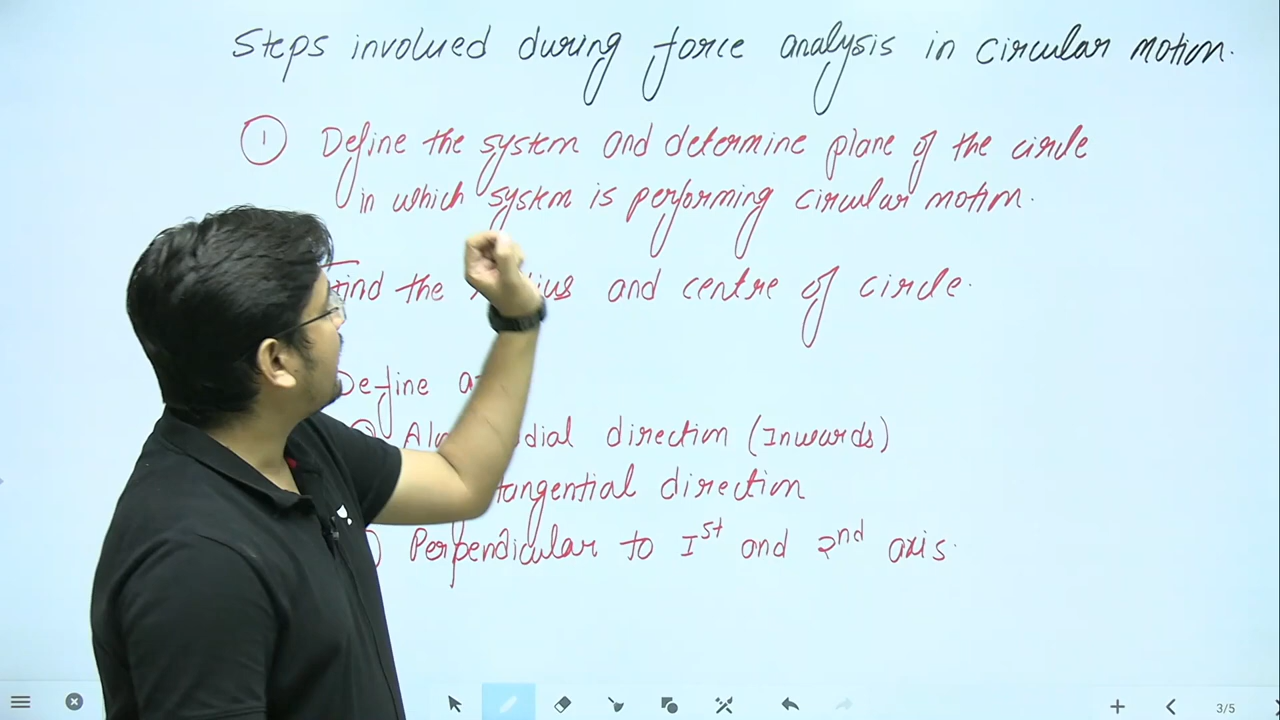 Steps involved during force analysis in circular motion.
1 Define the system and determine plane of the circle
in which system is performing circular motion.
Find the and centre of circle.
Define
direction (Inwards)
tangential direction
Perpendicular to Ist and 2nd axis.
3/5